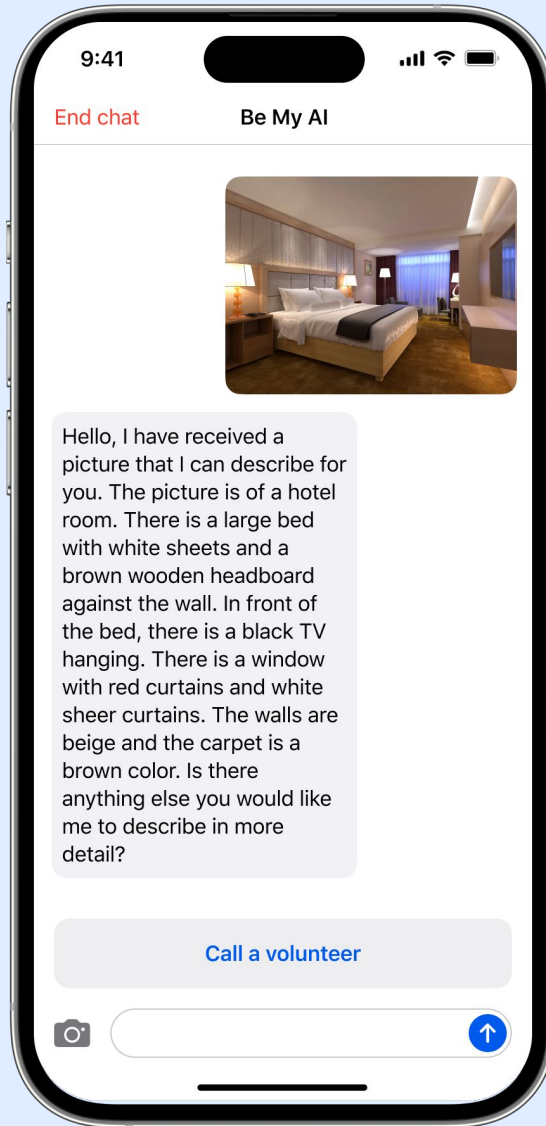 9:41
End chat
Be My AI
Hello, I have received a
picture that I can describe for
you. The picture is of a hotel
room. There is a large bed
with white sheets and a
brown wooden headboard
against the wall. In front of
the bed, there is a black TV
hanging. There is a window
with red curtains and white
sheer curtains. The walls are
beige and the carpet is a
brown color. Is there
anything else you would like
me to describe in more
detail?
Call a volunteer